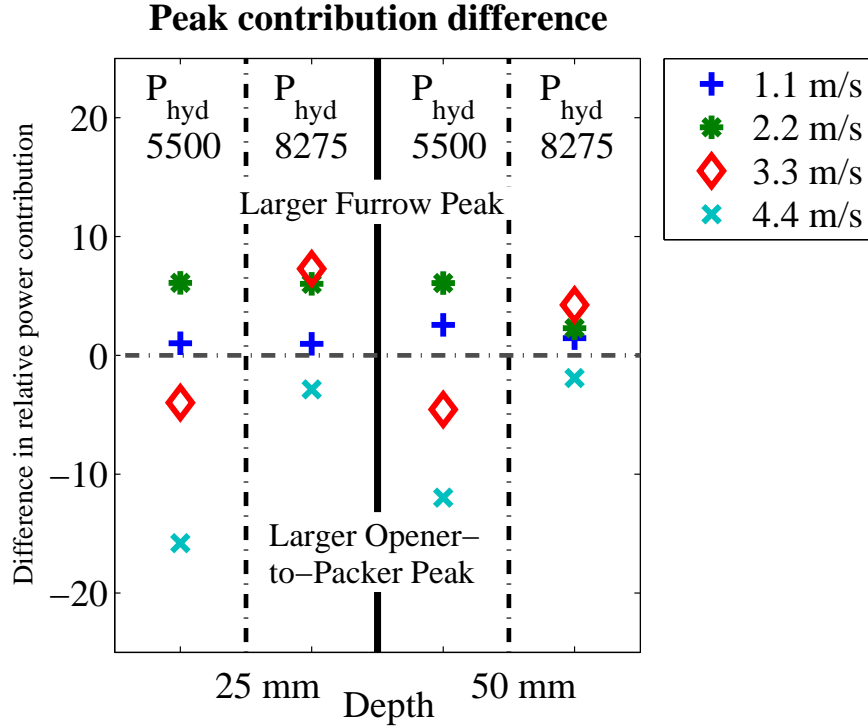 Peak contribution difference
P hyd 5500
P hyd 8275
P hyd 5500
P hyd 8275
Larger Furrow Peak
Larger Opener−
to−Packer Peak
20
10
0
−10
−20
Difference in relative power contribution
25 mm
50 mm
Depth
1.1 m/s
2.2 m/s
3.3 m/s
4.4 m/s